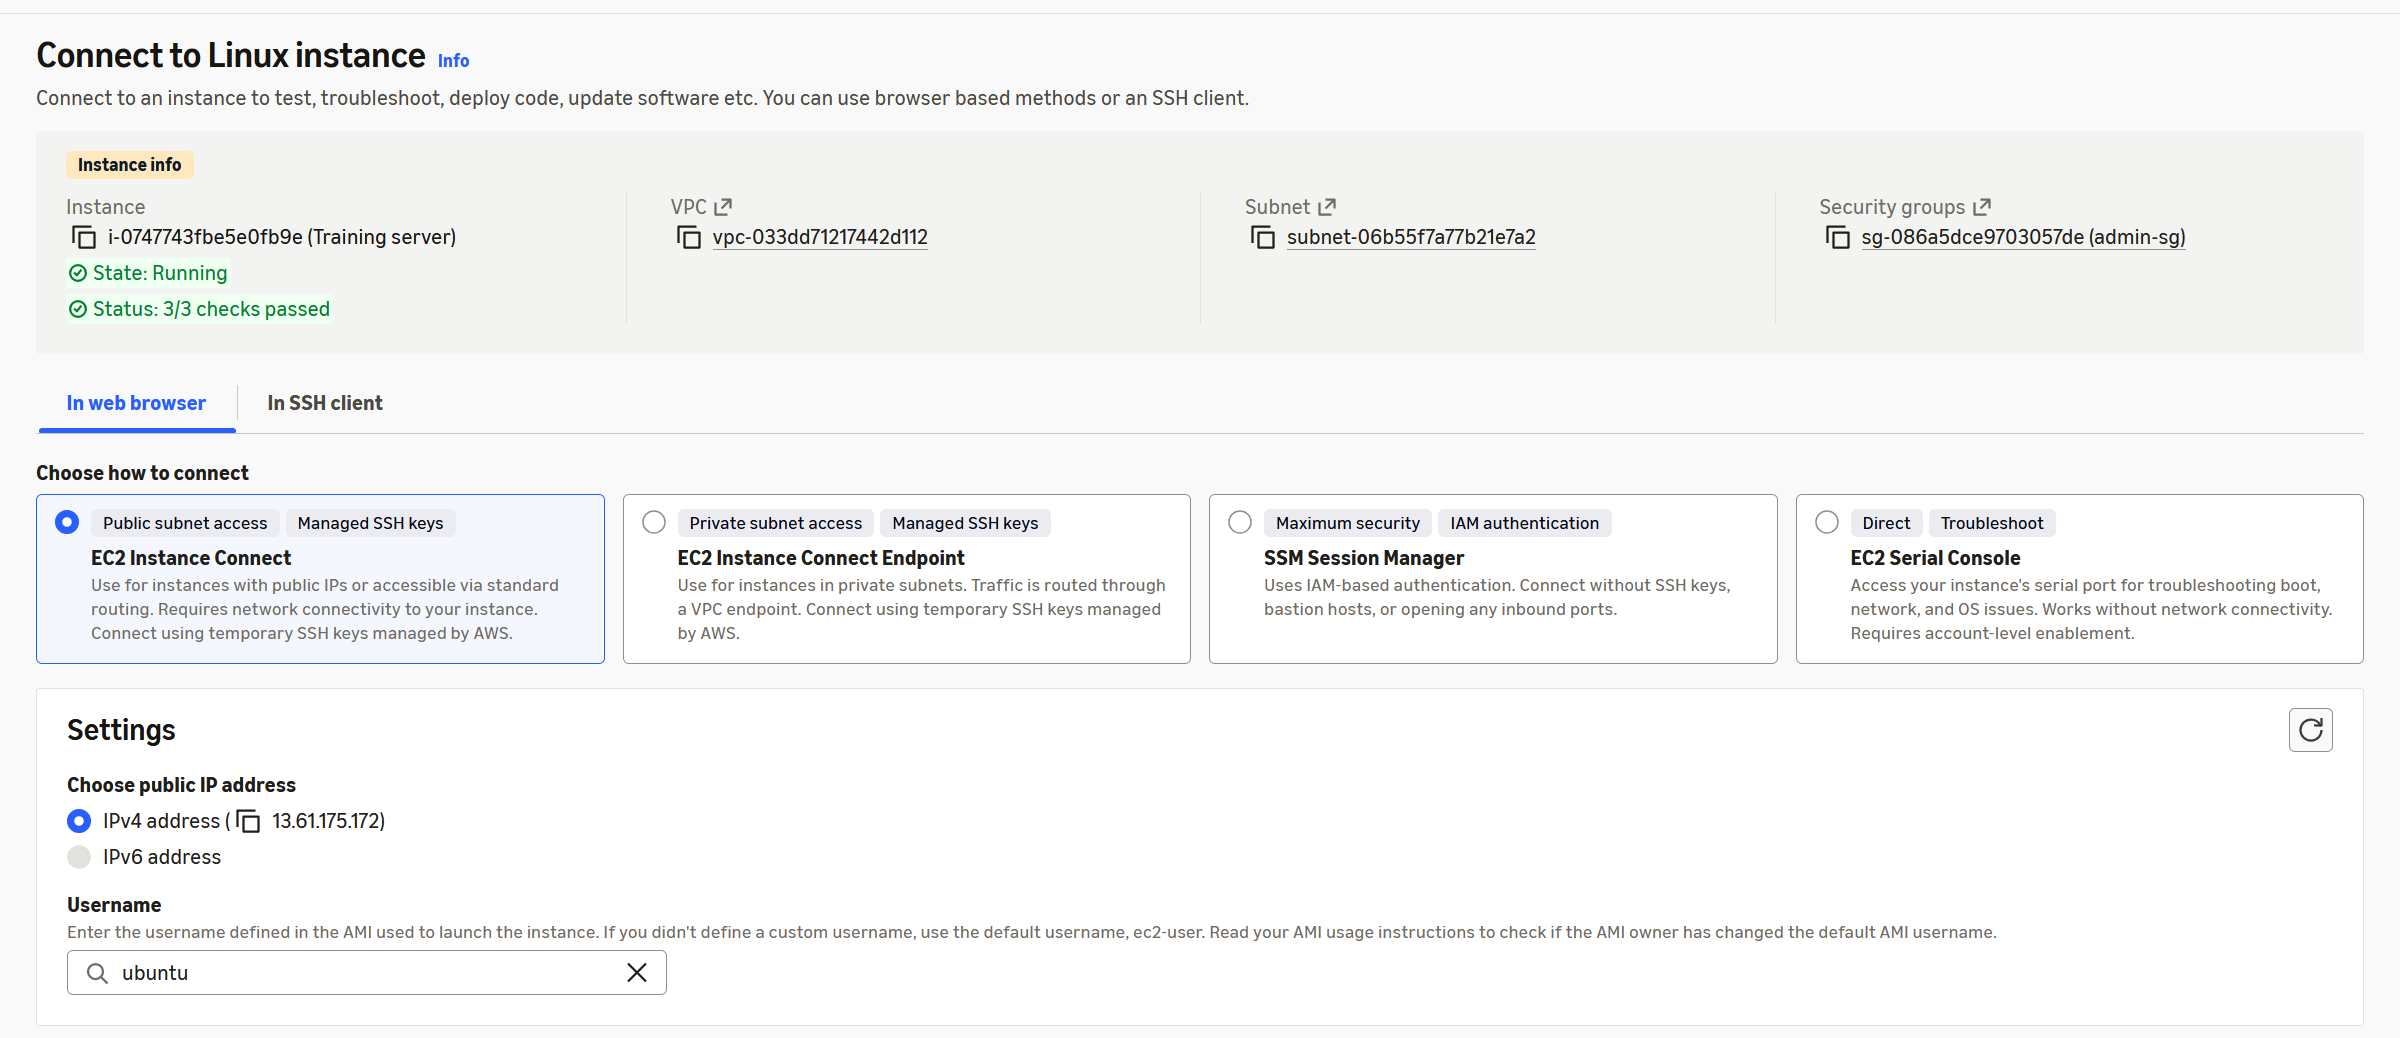 Connect to Linux instance Info
Connect to an instance to test, troubleshoot, deploy code, update software etc. You can use browser based methods or an SSH client.
Instance info
Instance
i-0747743fbe5e0fb9e (Training server)
State: Running
Status: 3/3 checks passed
VPC
vpc-033dd71217442d112
Subnet
subnet-06b55f7a77b21e7a2
Security groups
sg-086a5dce9703057de (admin-sg)
In web browser
In SSH client
Choose how to connect
Public subnet access Managed SSH keys
EC2 Instance Connect
Use for instances with public IPs or accessible via standard
routing. Requires network connectivity to your instance.
Connect using temporary SSH keys managed by AWS.
Private subnet access Managed SSH keys
EC2 Instance Connect Endpoint
Use for instances in private subnets. Traffic is routed through
a VPC endpoint. Connect using temporary SSH keys managed
by AWS.
Maximum security IAM authentication
SSM Session Manager
Uses IAM-based authentication. Connect without SSH keys,
bastion hosts, or opening any inbound ports.
Direct Troubleshoot
EC2 Serial Console
Access your instance's serial port for troubleshooting boot,
network, and OS issues. Works without network connectivity.
Requires account-level enablement.
Settings
Choose public IP address
IPv4 address ( 13.61.175.172)
IPv6 address
Username
Enter the username defined in the AMI used to launch the instance. If you didn't define a custom username, use the default username, ec2-user. Read your AMI usage instructions to check if the AMI owner has changed the default AMI username.
ubuntu